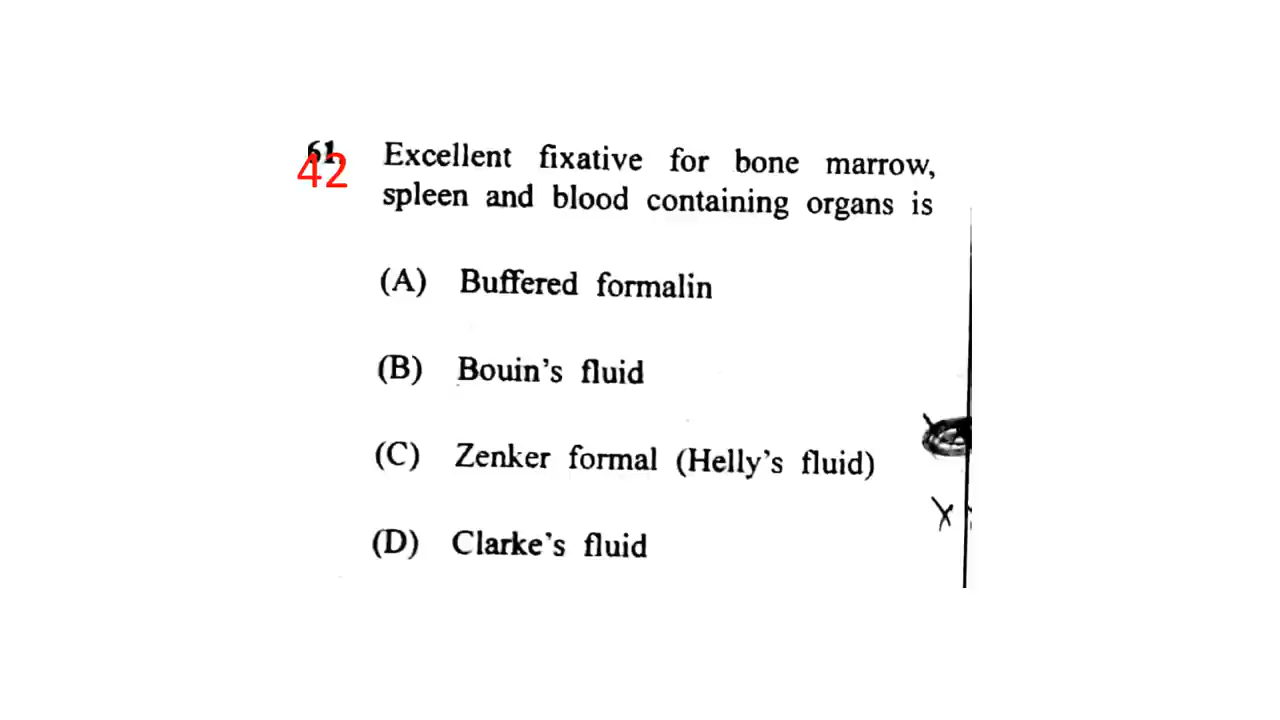 61
42
Excellent fixative for bone marrow,
spleen and blood containing organs is
(A) Buffered formalin
(B) Bouin's fluid
(C) Zenker formal (Helly's fluid)
(D) Clarke's fluid